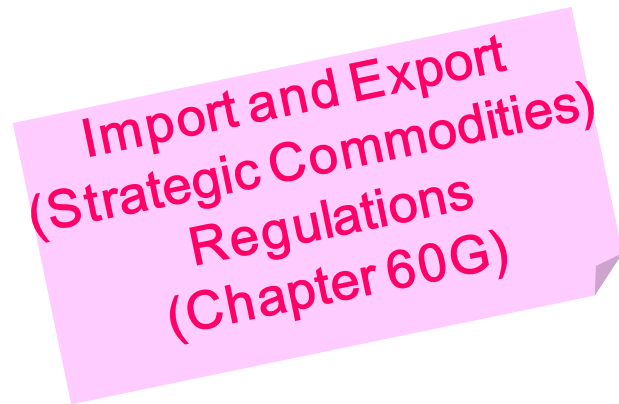 Import and Export
(Strategic Commodities)
Regulations
(Chapter 60G)